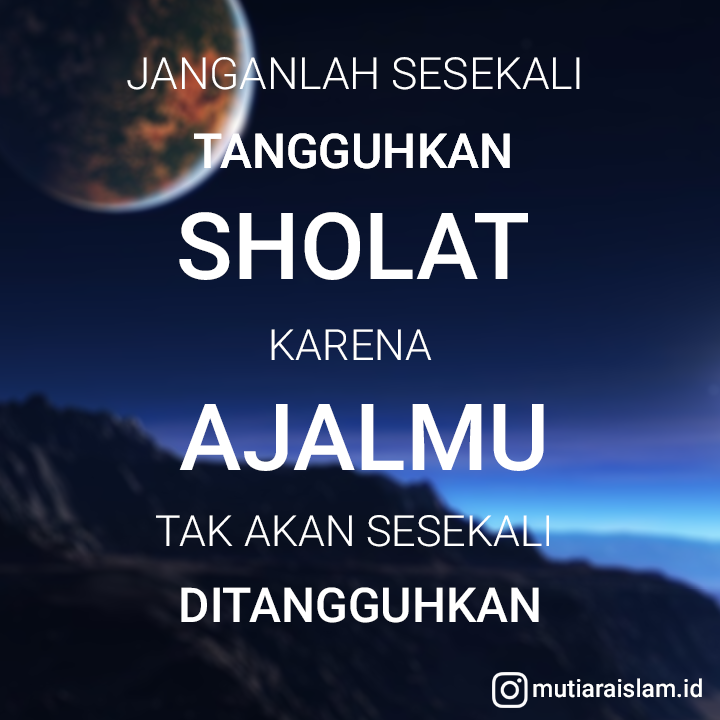 JANGANLAH SESEKALI
TANGGUHKAN
SHOLAT
KARENA
AJALMU
TAK AKAN SESEKALI
DITANGGUHKAN
mutiaraislam.id